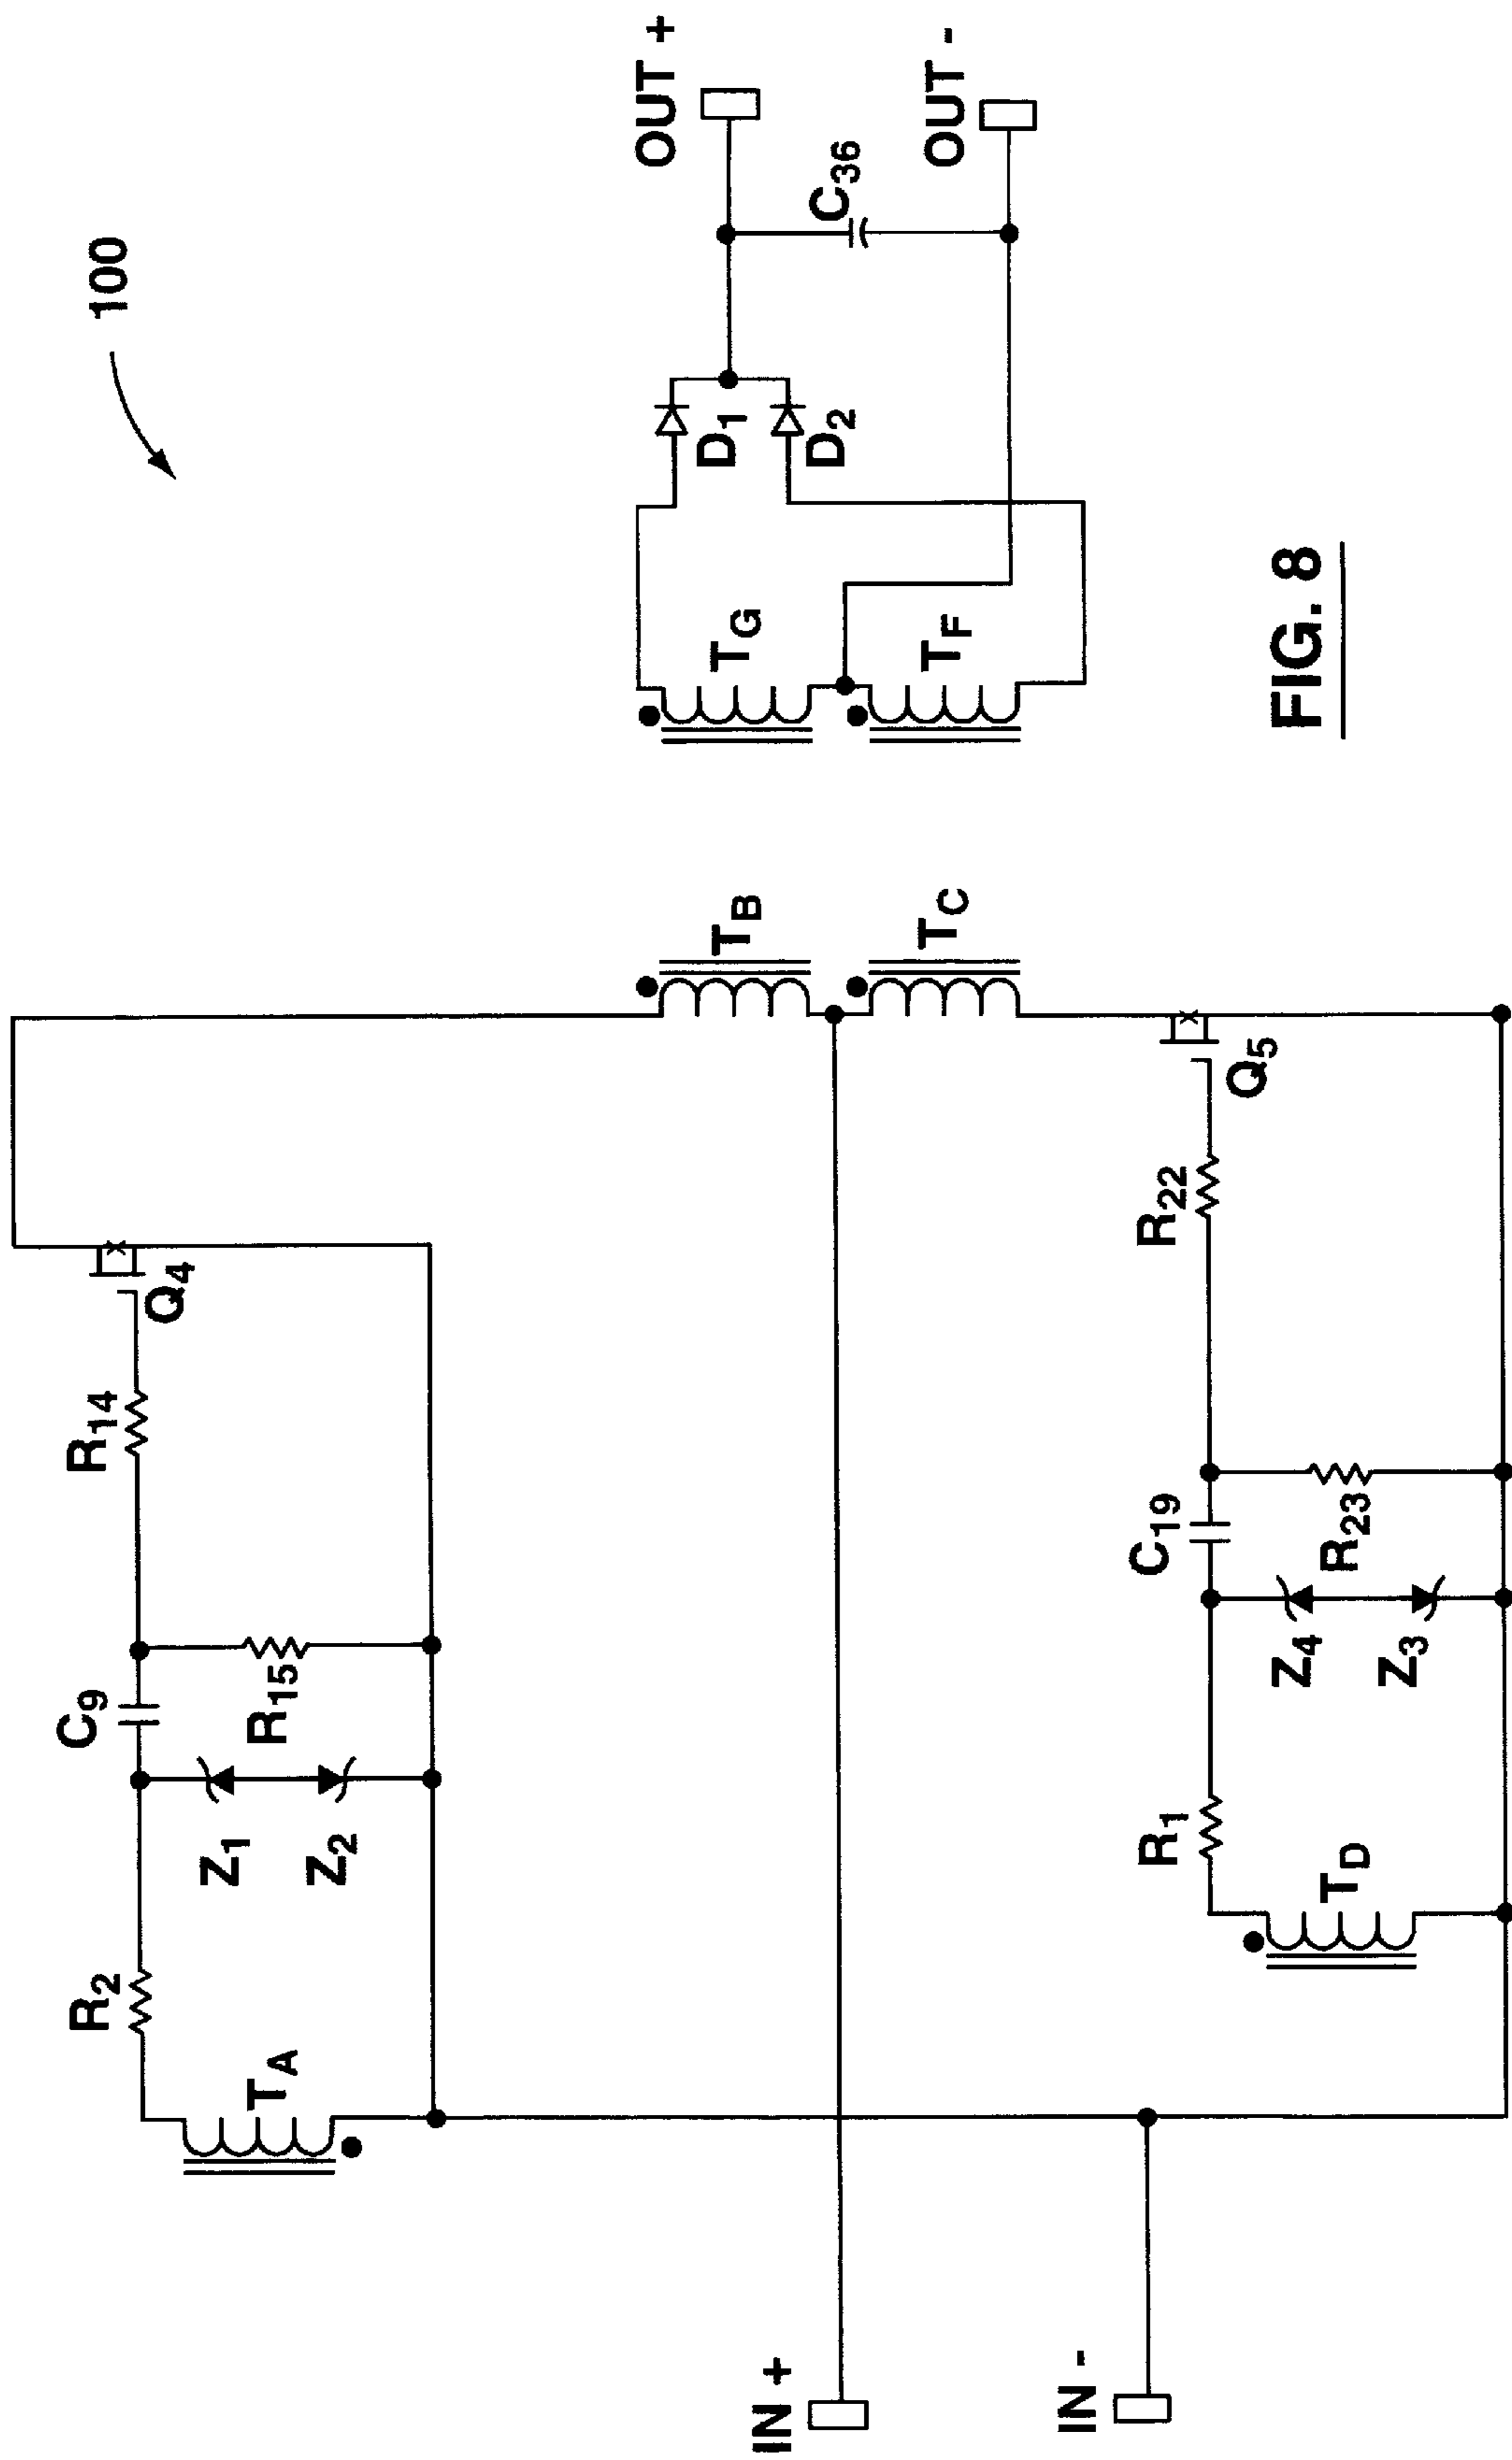 100
R14
Q4
C9
R15
R2
Z1
Z2
TA
IN +
IN -
TB
TC
TG
TF
D1
D2
C36
OUT +
OUT -
R22
Q5
C19
R23
R1
Z4
Z3
TD
FIG. 8